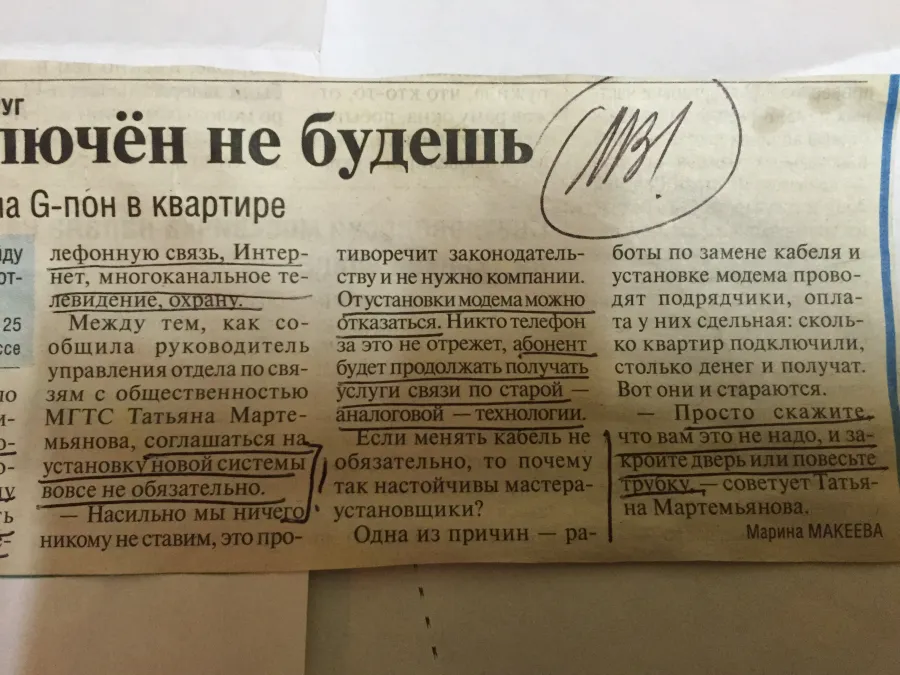 уг
лючён не будешь
на G-пон в квартире
лефонную связь, Интер-
нет, многоканальное те-
левидение, охрану.
Между тем, как со-
общила руководитель
управления отдела по свя-
зям с общественностью
МГТС Татьяна Марте-
мьянова, соглашаться на
установку новой системы
вовсе не обязательно.
— Насильно мы ничего
никому не ставим, это про-
тиворечит законодатель-
ству и не нужно компании.
От установки модема можно
отказаться. Никто телефон
за это не отрежет, абонент
будет продолжать получать
услуги связи по старой —
аналоговой — технологии.
Если менять кабель не
обязательно, то почему
так настойчивы мастера-
установщики?
Одна из причин — ра-
боты по замене кабеля и
установке модема прово-
дят подрядчики, опла-
та у них сдельная: сколь-
ко квартир подключили,
столько денег и получат.
Вот они и стараются.
— Просто скажите,
что вам это не надо, и за-
кройте дверь или повесьте
трубку, — советует Татья-
на Мартемьянова.
Марина МАКЕЕВА
25